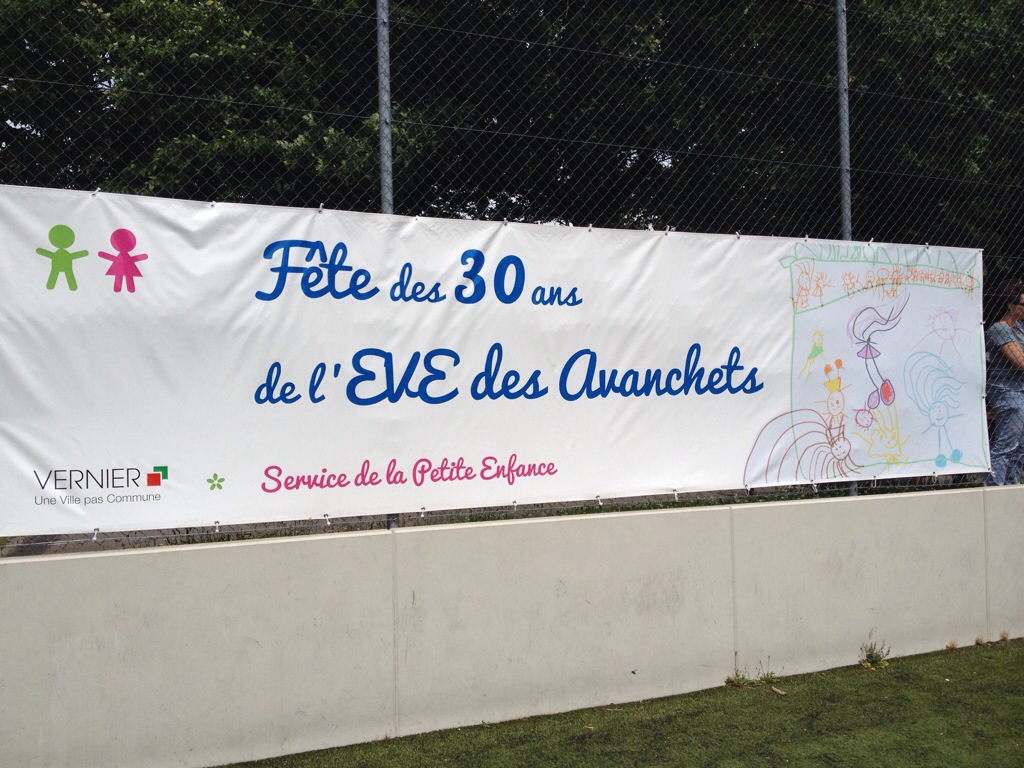 Fête des 30 ans
de l'EVE des Avanchets
Service de la Petite Enfance
VERNIER
Une Ville pas Commune